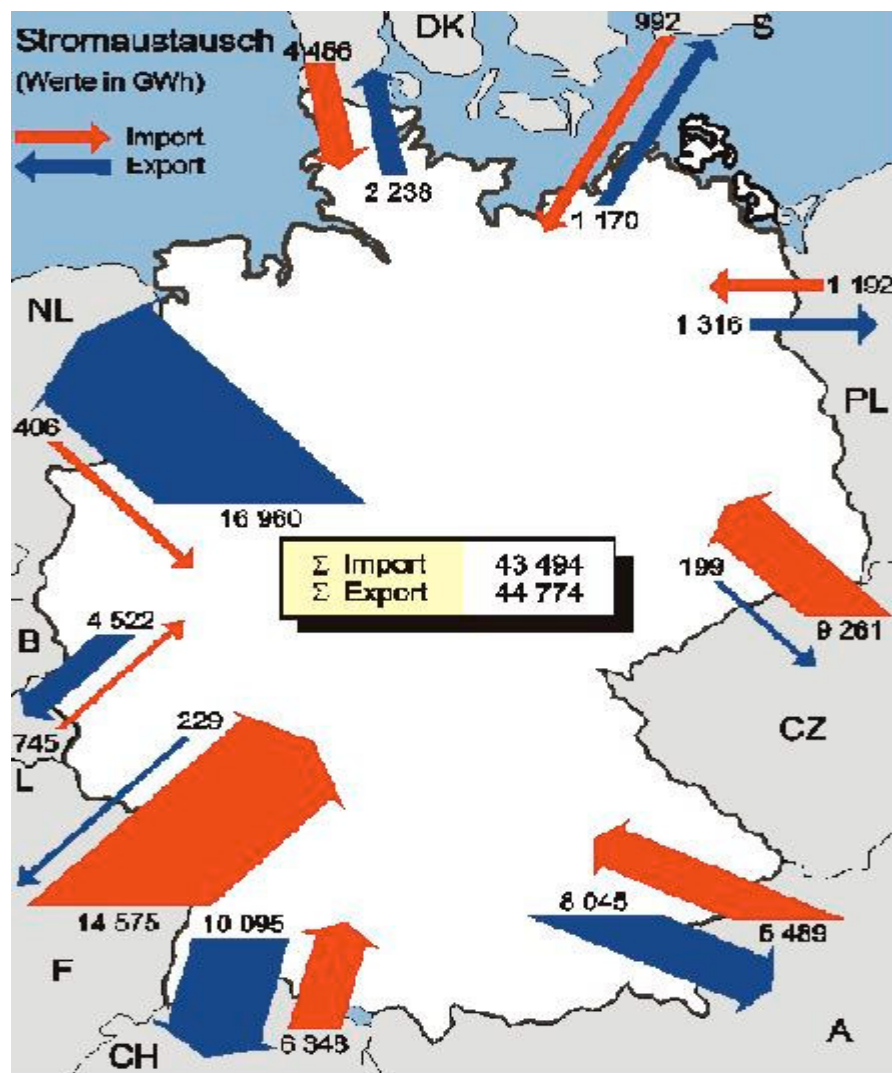 Stromaustausch
(Werte in GWh)
Import
Export
DK
992
S
4 486
2 238
1 170
1 192
1 316
NL
PL
406
16 960
Σ Import 43 494
Σ Export 44 774
199
9 261
4 522
B
745
L
229
CZ
14 575
10 095
8 045
5 489
F
6 348
CH
A